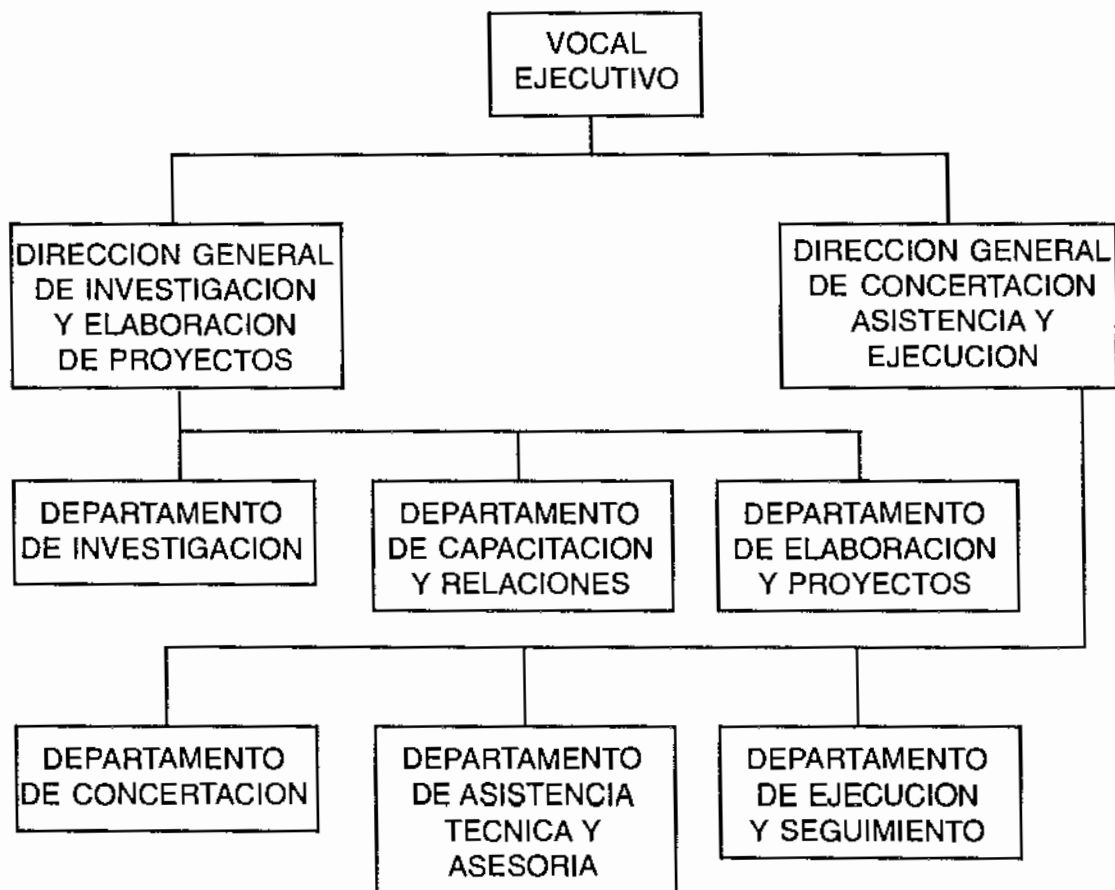 VOCAL
EJECUTIVO
DIRECCION GENERAL
DE INVESTIGACION
Y ELABORACION
DE PROYECTOS
DIRECCION GENERAL
DE CONCERTACION
ASISTENCIA Y
EJECUCION
DEPARTAMENTO
DE INVESTIGACION
DEPARTAMENTO
DE CAPACITACION
Y RELACIONES
DEPARTAMENTO
DE ELABORACION
Y PROYECTOS
DEPARTAMENTO
DE CONCERTACION
DEPARTAMENTO
DE ASISTENCIA
TECNICA Y
ASESORIA
DEPARTAMENTO
DE EJECUCION
Y SEGUIMIENTO